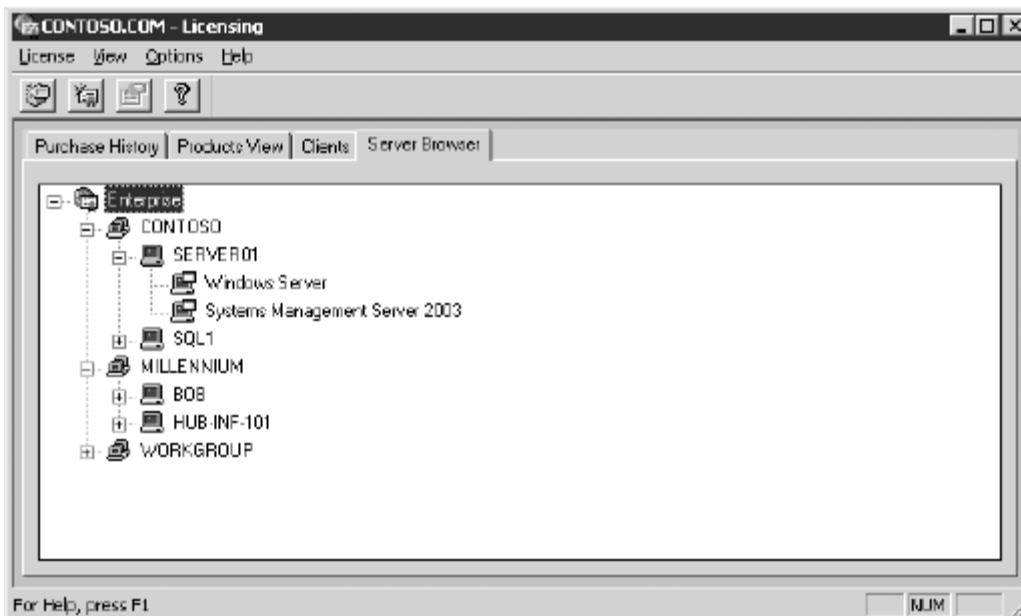 CONTOSO.COM - Licensing
License View Options Help
Purchase History Products View Clients Server Browser
Enterprise
CONTOSO
SERVER01
Windows Server
Systems Management Server 2003
SQL1
MILLENNIUM
BOB
HUB-INF-101
WORKGROUP
For Help, press F1 NUM